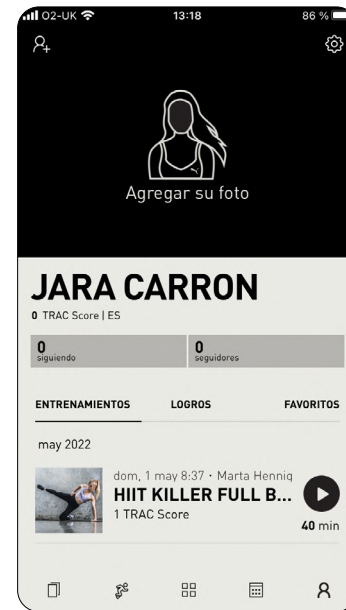 O2-UK 13:18 86 %
Agregar su foto
JARA CARRON
0 TRAC Score | ES
0 0
siguiendo seguidores
ENTRENAMIENTOS LOGROS FAVORITOS
may 2022
dom, 1 may 8:37 • Marta Hennig
HIIT KILLER FULL B...
1 TRAC Score
40 min